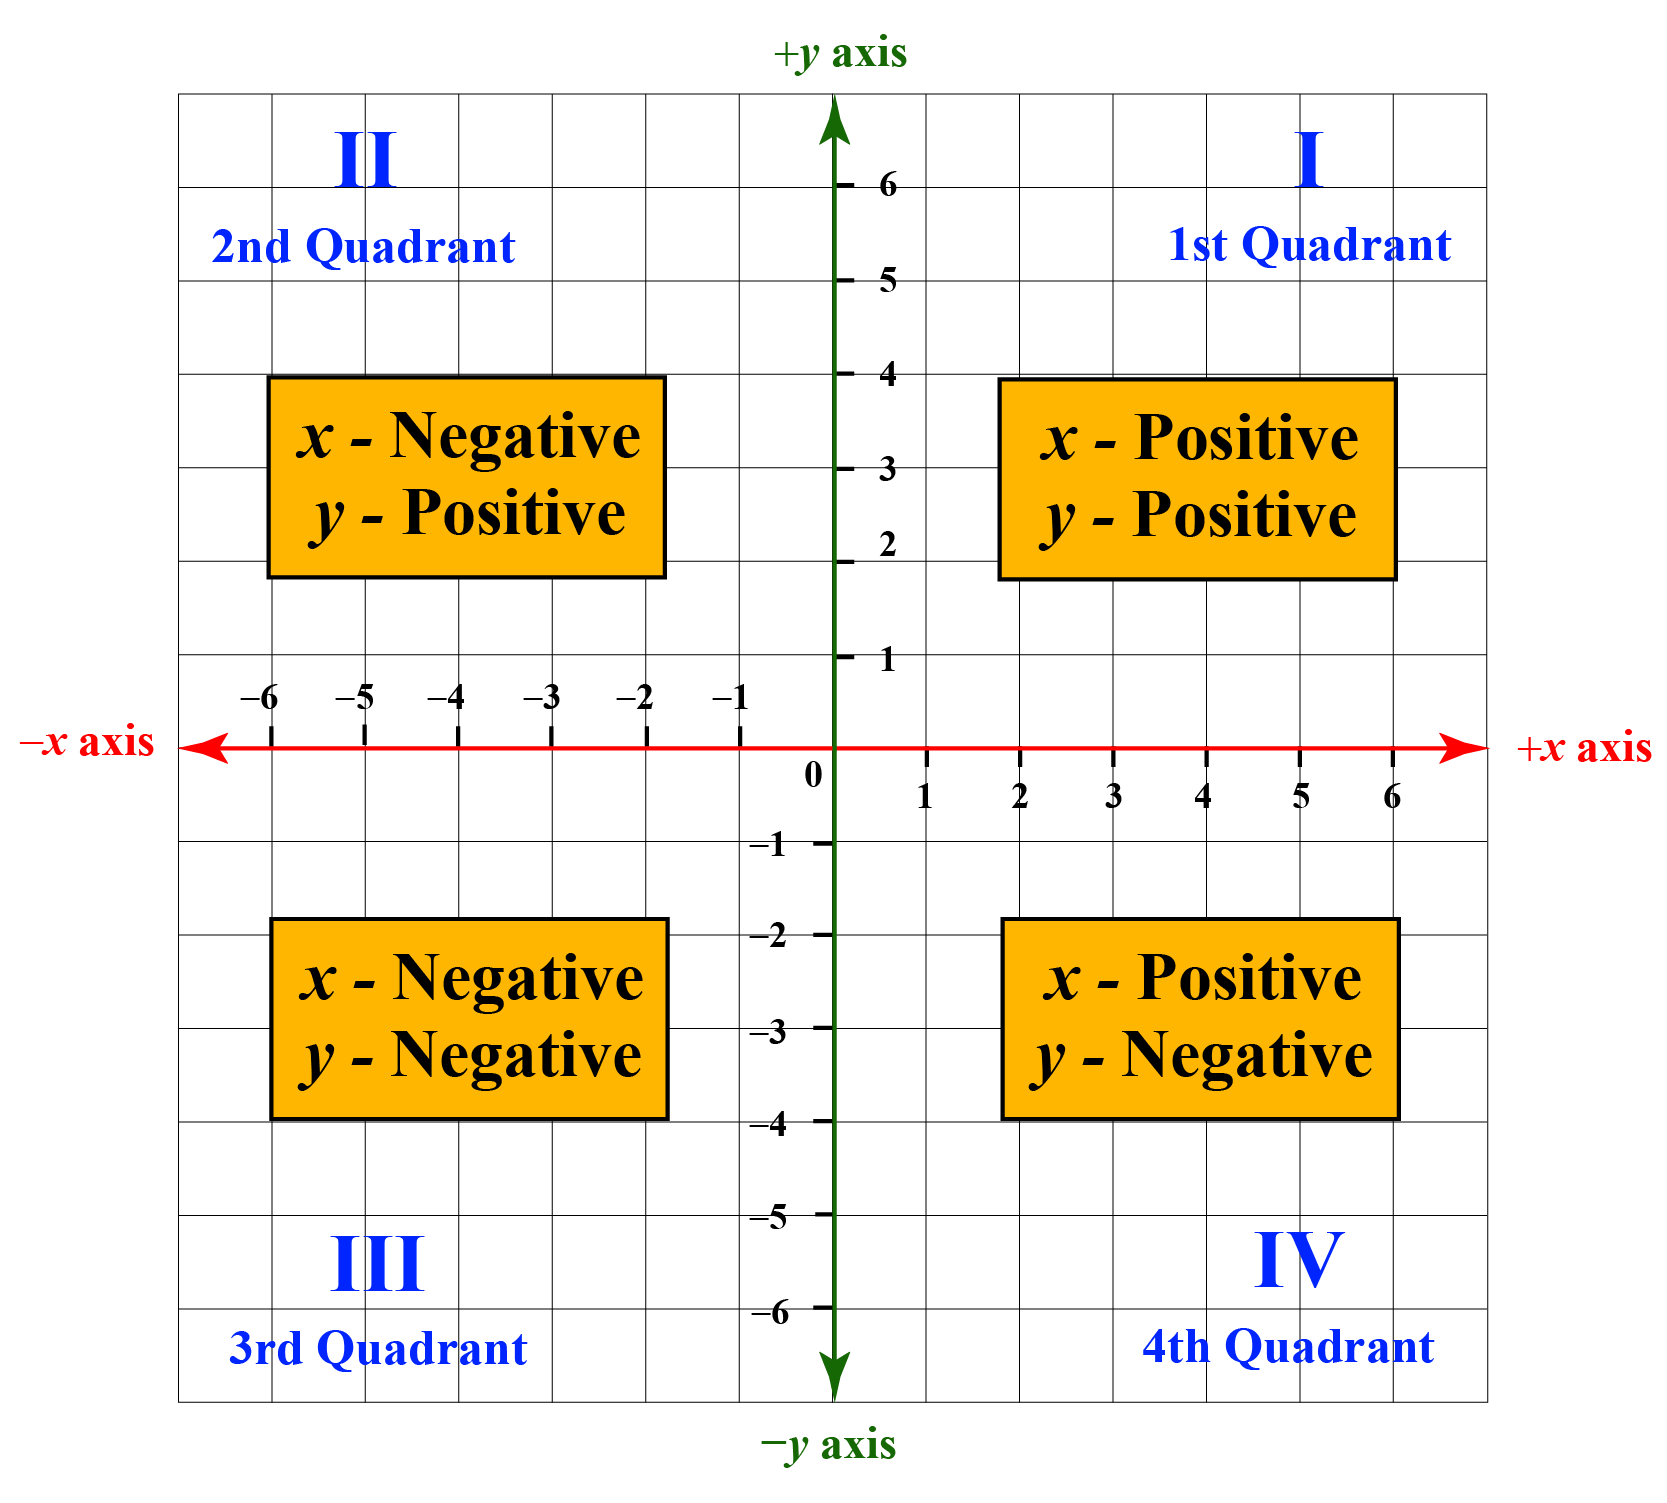 +y axis
II
I
6
2nd Quadrant
1st Quadrant
5
4
x - Negative
y - Positive
x - Positive
y - Positive
3
2
1
–6 –5 –4 –3 –2 –1
–x axis
+x axis
0
1 2 3 4 5 6
–1
–2
x - Negative
y - Negative
x - Positive
y - Negative
–3
–4
–5
III
IV
–6
3rd Quadrant
4th Quadrant
–y axis